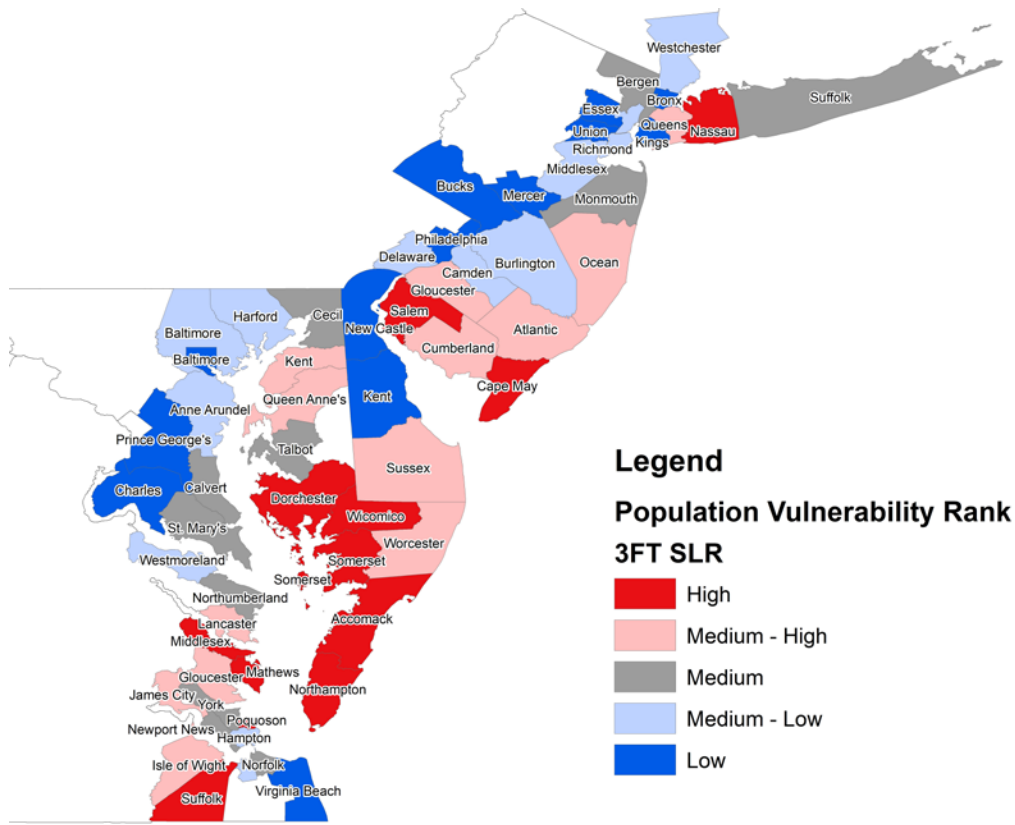 Westchester
Bergen
Suffolk
Bronx
Essex
Queens
Union
Nassau
Kings
Richmond
Middlesex
Bucks
Mercer
Monmouth
Philadelphia
Delaware
Burlington
Ocean
Camden
Gloucester
Salem
Cecil
Harford
New Castle
Atlantic
Baltimore
Cumberland
Baltimore
Kent
Cape May
Kent
Queen Anne's
Anne Arundel
Prince George's
Talbot
Sussex
Charles
Calvert
Dorchester
Wicomico
St. Mary's
Worcester
Westmoreland
Somerset
Somerset
Northumberland
Accomack
Lancaster
Middlesex
Mathews
Gloucester
Northampton
James City
York
Poquoson
Newport News
Hampton
Isle of Wight
Norfolk
Virginia Beach
Suffolk
Legend
Population Vulnerability Rank
3FT SLR
High
Medium - High
Medium
Medium - Low
Low